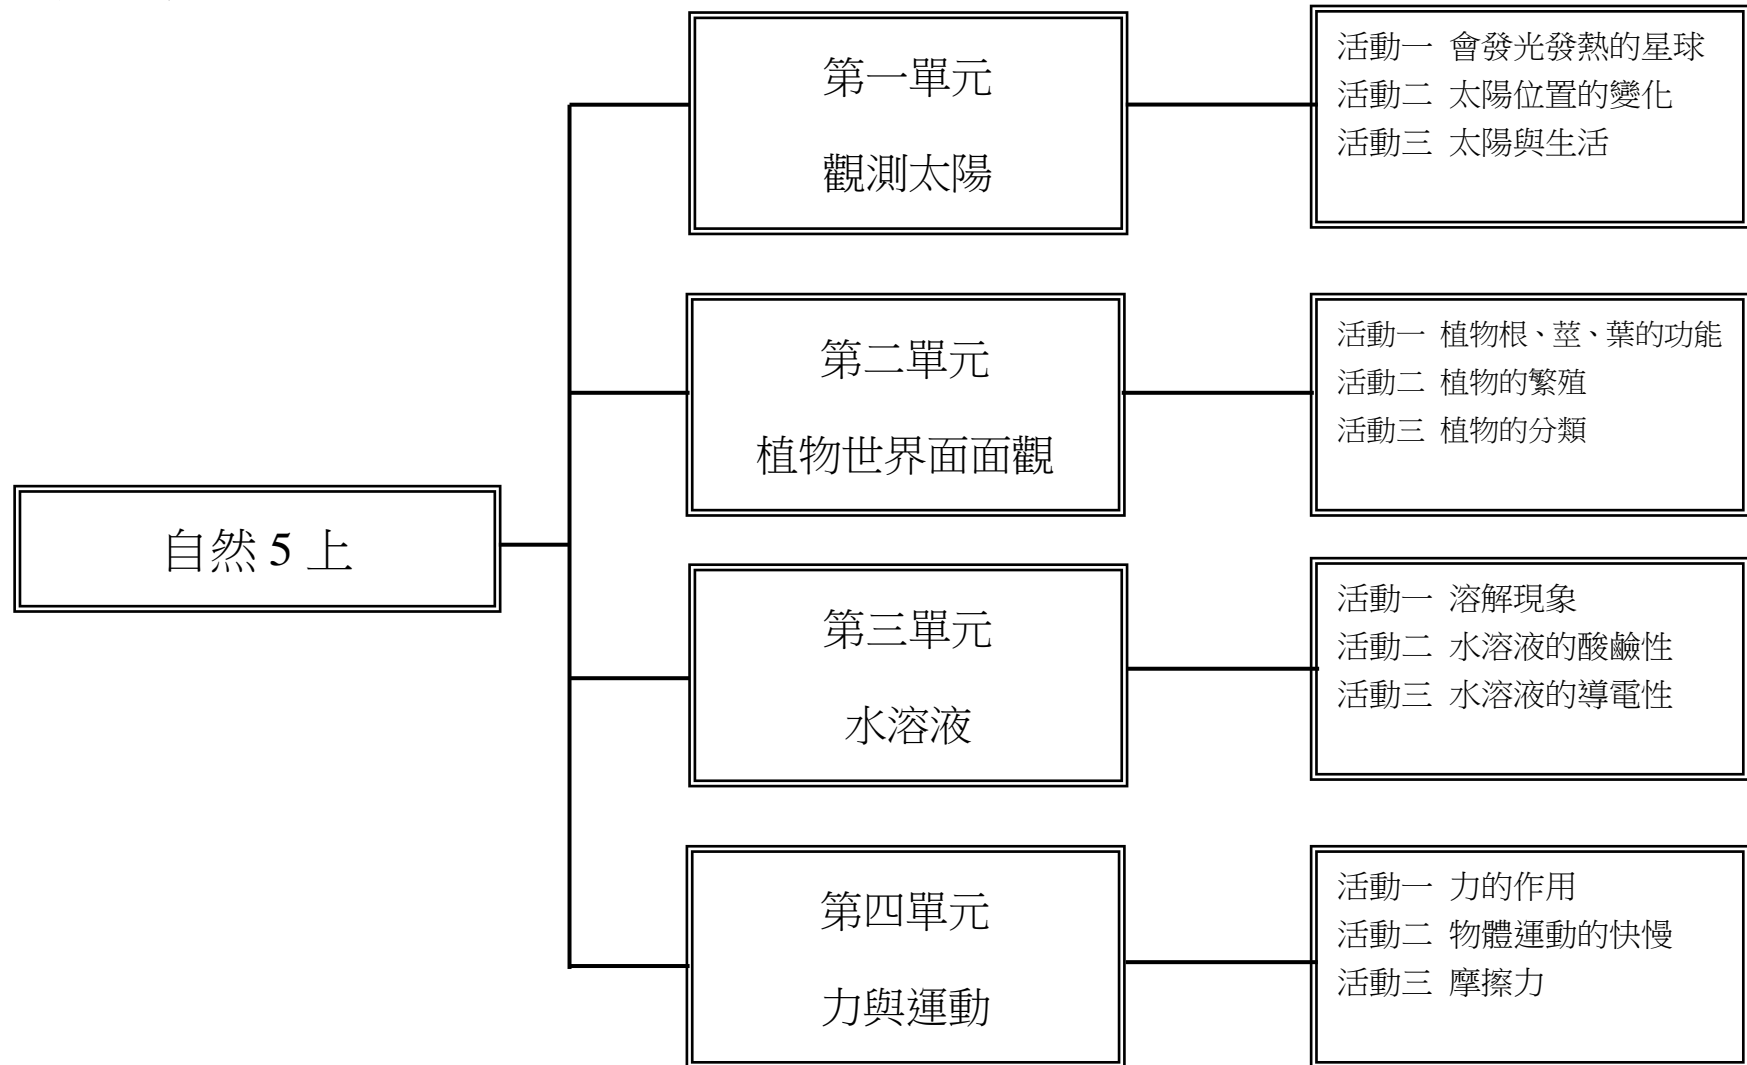 自然 5 上
第一單元
觀測太陽
活動一 會發光發熱的星球
活動二 太陽位置的變化
活動三 太陽與生活
第二單元
植物世界面面觀
活動一 植物根、莖、葉的功能
活動二 植物的繁殖
活動三 植物的分類
第三單元
水溶液
活動一 溶解現象
活動二 水溶液的酸鹼性
活動三 水溶液的導電性
第四單元
力與運動
活動一 力的作用
活動二 物體運動的快慢
活動三 摩擦力